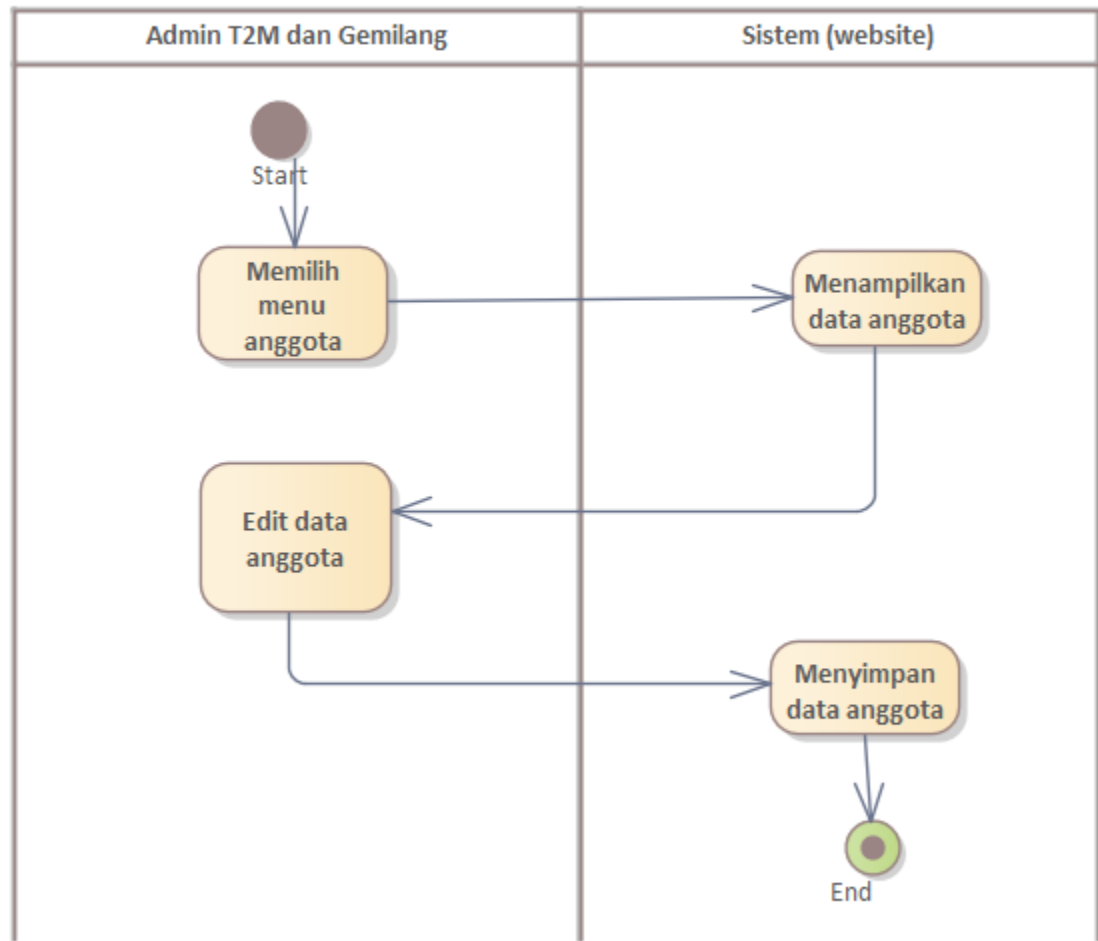 Admin T2M dan Gemilang
Sistem (website)
Start
Memilih
menu
anggota
Menampilkan
data anggota
Edit data
anggota
Menyimpan
data anggota
End